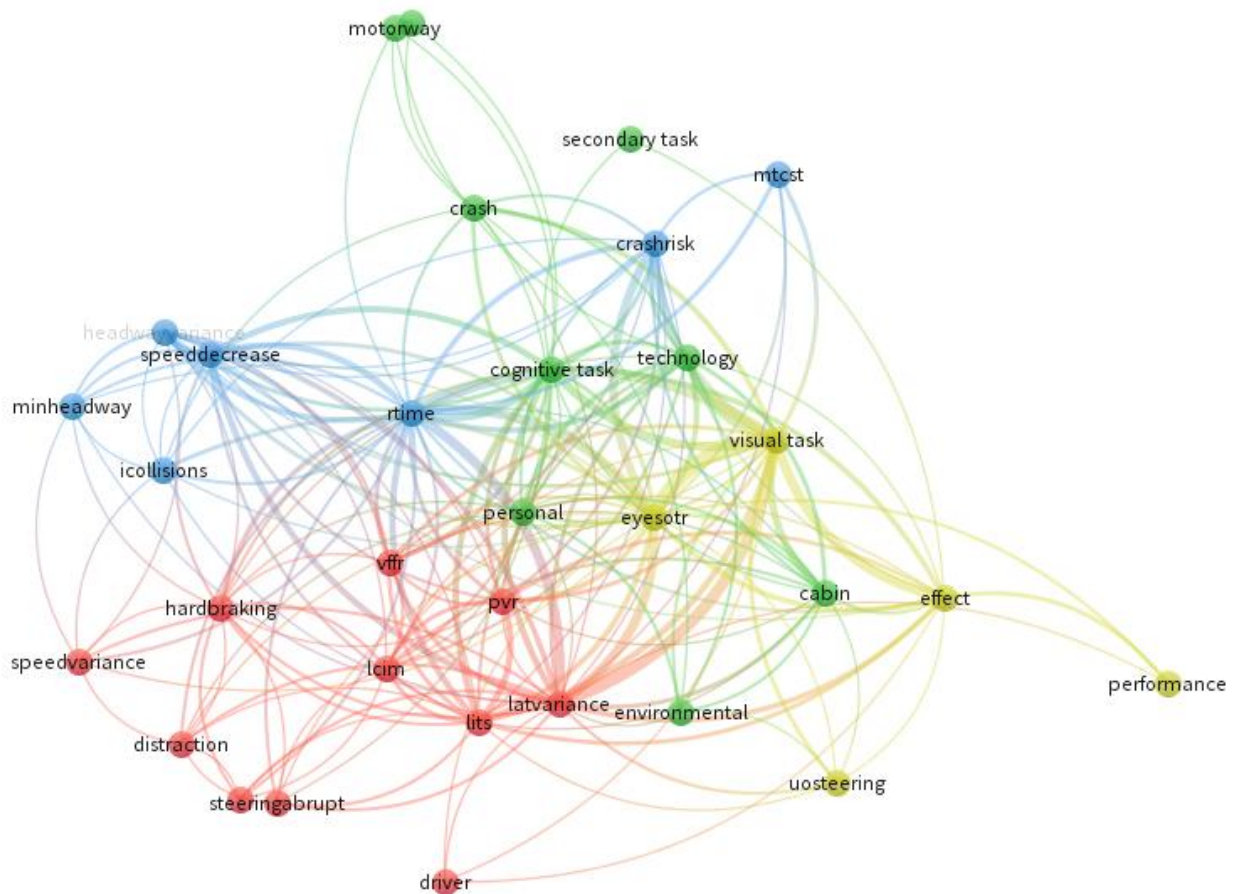 motorway
secondary task
mtcst
crash
crashrisk
headwayvariance
speeddecrease
cognitive task
technology
minheadway
rtime
visual task
icollisions
personal
eyesotr
vffr
hardbraking
pvr
cabin
effect
speedvariance
lcim
latvariance
environmental
performance
lits
distraction
uosteering
steeringabrupt
driver